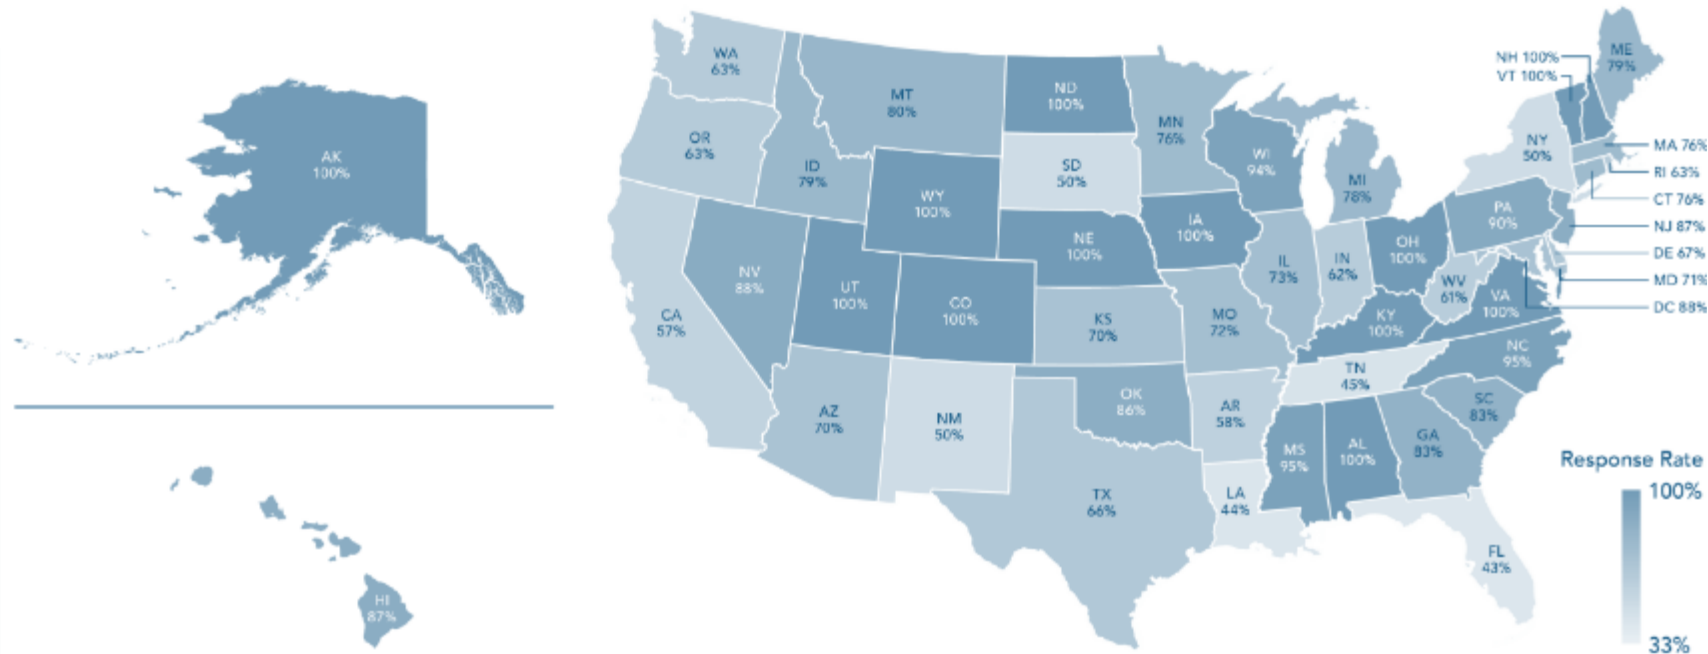 WA
63%
OR
63%
CA
57%
NV
88%
ID
79%
MT
80%
WY
100%
UT
100%
CO
100%
AZ
70%
NM
50%
ND
100%
SD
50%
NE
100%
KS
70%
OK
86%
TX
66%
MN
76%
IA
100%
MO
72%
AR
58%
LA
44%
WI
94%
IL
73%
MI
78%
IN
62%
OH
100%
KY
100%
TN
45%
MS
95%
AL
100%
GA
83%
FL
43%
SC
83%
NC
95%
VA
100%
WV
61%
PA
90%
NY
50%
ME
79%
NH 100%
VT 100%
MA 76%
RI 63%
CT 76%
NJ 87%
DE 67%
MD 71%
DC 88%
AK
100%
HI
87%
Response Rate
100%
33%